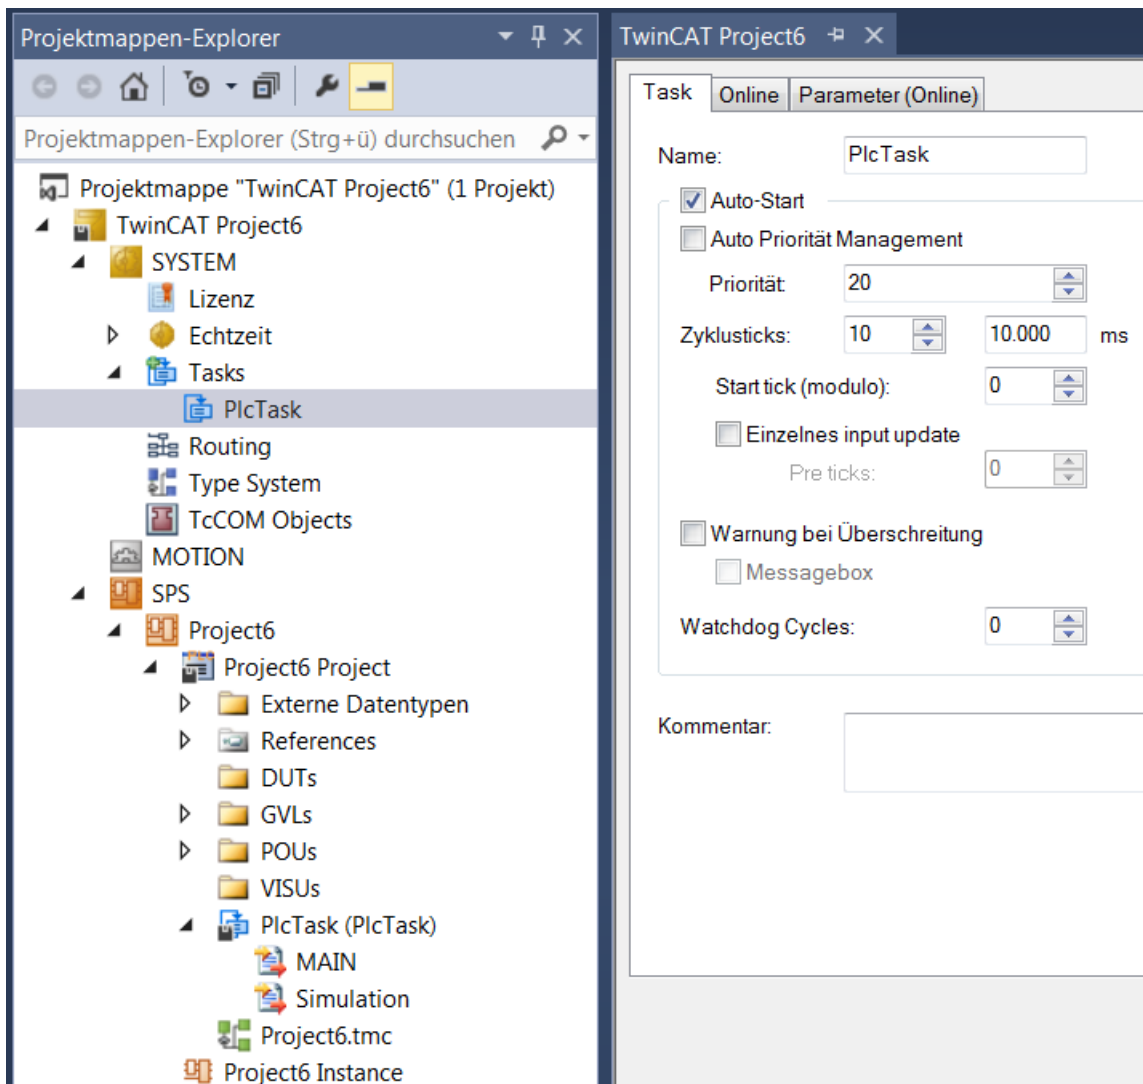 Projektmappen-Explorer
Projektmappen-Explorer (Strg+ü) durchsuchen
Projektmappe "TwinCAT Project6" (1 Projekt)
TwinCAT Project6
SYSTEM
Lizenz
Echtzeit
Tasks
PlcTask
Routing
Type System
TcCOM Objects
MOTION
SPS
Project6
Project6 Project
Externe Datentypen
References
DUTs
GVLs
POUs
VISUs
PlcTask (PlcTask)
MAIN
Simulation
Project6.tmc
Project6 Instance
TwinCAT Project6
Task Online Parameter (Online)
Name: PlcTask
Auto-Start
Auto Priorität Management
Priorität: 20
Zyklusticks: 10 10.000 ms
Start tick (modulo): 0
Einzelnes input update
Pre ticks: 0
Warnung bei Überschreitung
Messagebox
Watchdog Cycles: 0
Kommentar: